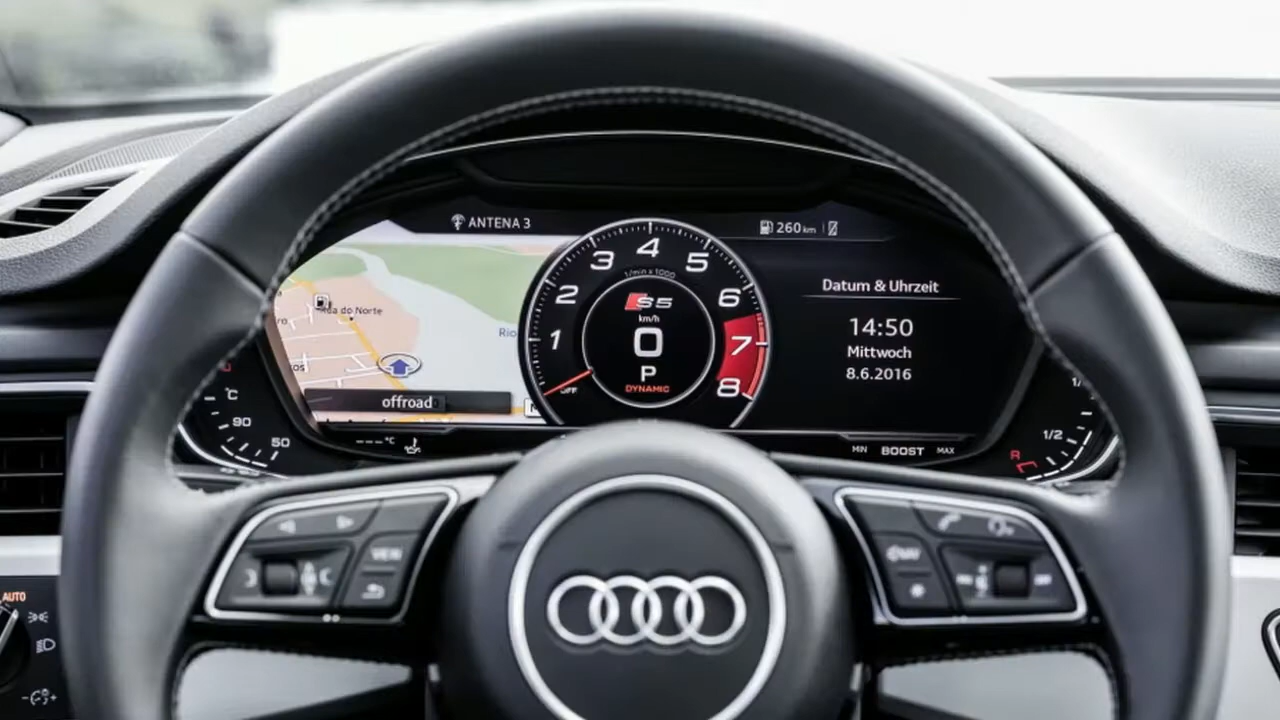 ANTENA 3
260 km
Rua do Norte
Rio
offroad
1
2
3
4
5
6
7
8
1/min x 1000
S5
km/h
0
P
DYNAMIC
OFF
Datum & Uhrzeit
14:50
Mittwoch
8.6.2016
°C
90
50
---°C
MIN BOOST MAX
1/2
R
AUTO